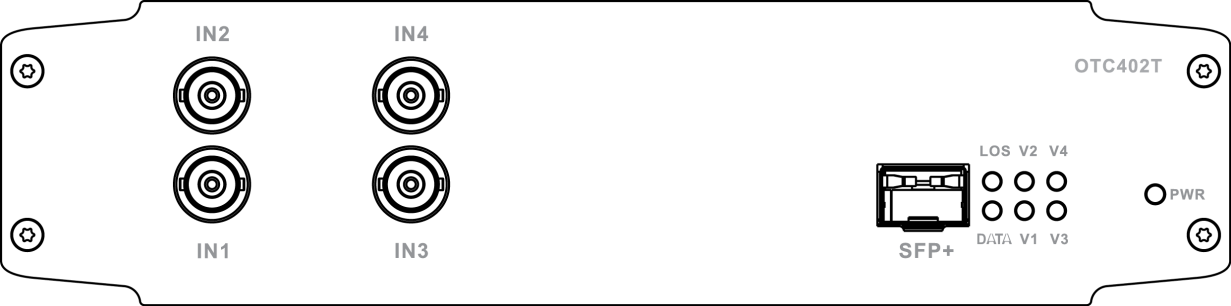 IN2
IN4
OTC402T
LOS V2 V4
PWR
DATA V1 V3
SFP+
IN1
IN3